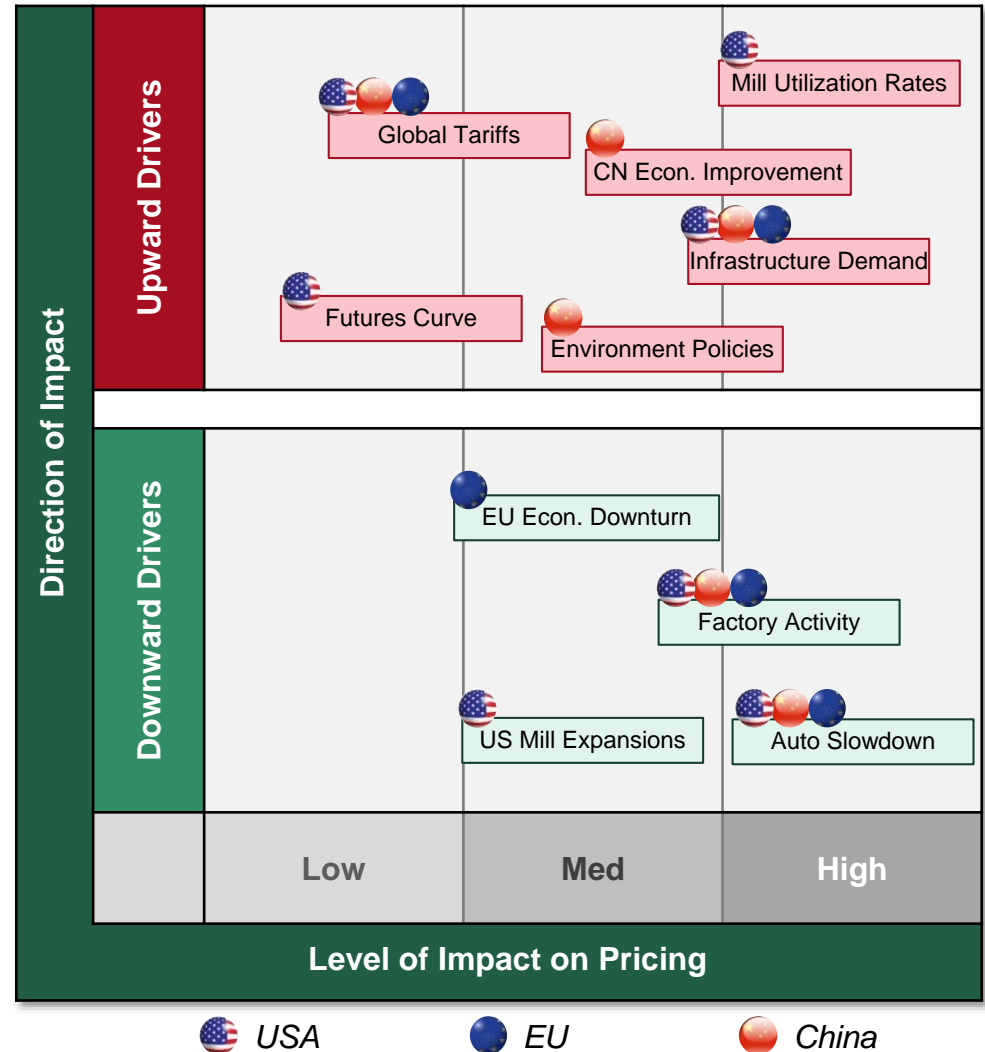 Direction of Impact
Upward Drivers
Mill Utilization Rates
Global Tariffs
CN Econ. Improvement
Infrastructure Demand
Futures Curve
Environment Policies
Downward Drivers
EU Econ. Downturn
Factory Activity
US Mill Expansions
Auto Slowdown
Low
Med
High
Level of Impact on Pricing
USA
EU
China